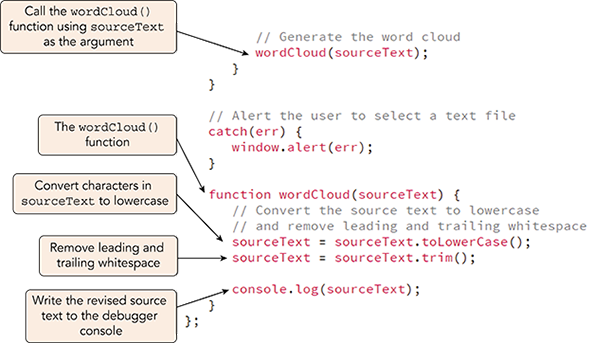 Call the wordCloud()
function using sourceText
as the argument
// Generate the word cloud
wordCloud(sourceText);
}
}
// Alert the user to select a text file
catch(err) {
window.alert(err);
}
The wordCloud()
function
function wordCloud(sourceText) {
Convert characters in
sourceText to lowercase
// Convert the source text to lowercase
// and remove leading and trailing whitespace
sourceText = sourceText.toLowerCase();
Remove leading and
trailing whitespace
sourceText = sourceText.trim();
Write the revised source
text to the debugger
console
console.log(sourceText);
}
};